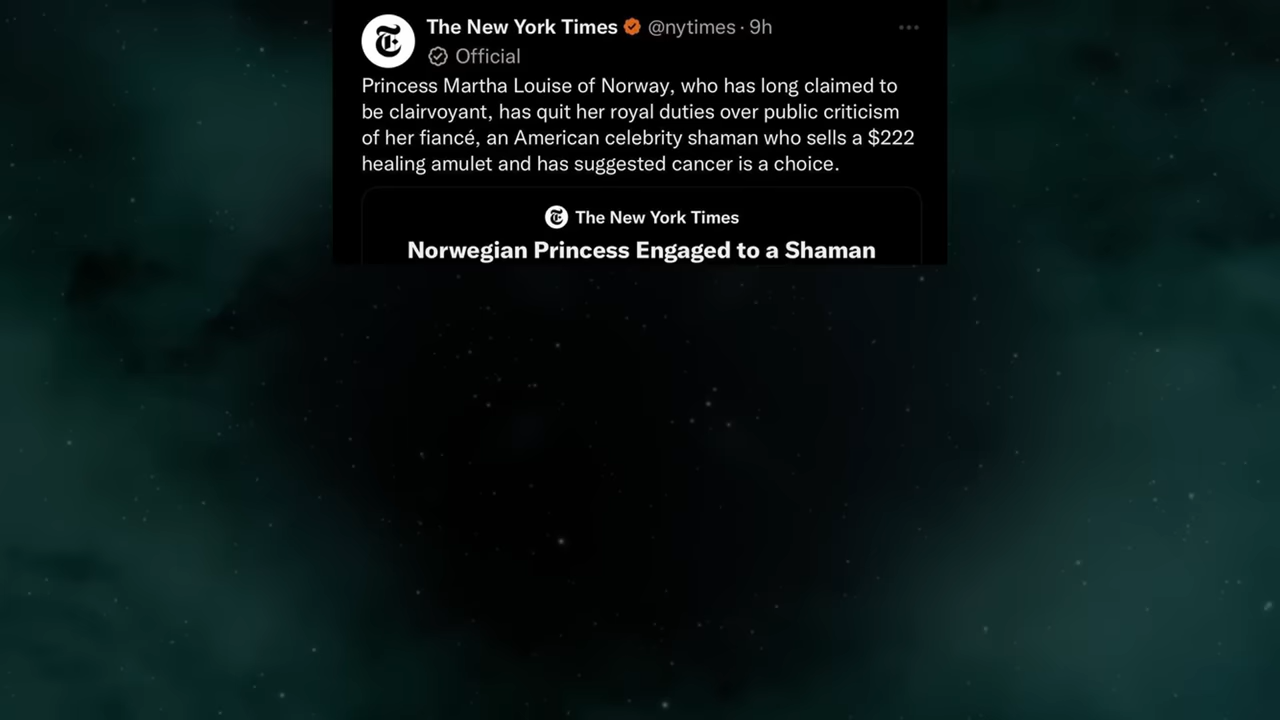 The New York Times @nytimes · 9h
Official
Princess Martha Louise of Norway, who has long claimed to
be clairvoyant, has quit her royal duties over public criticism
of her fiancé, an American celebrity shaman who sells a $222
healing amulet and has suggested cancer is a choice.
The New York Times
Norwegian Princess Engaged to a Shaman